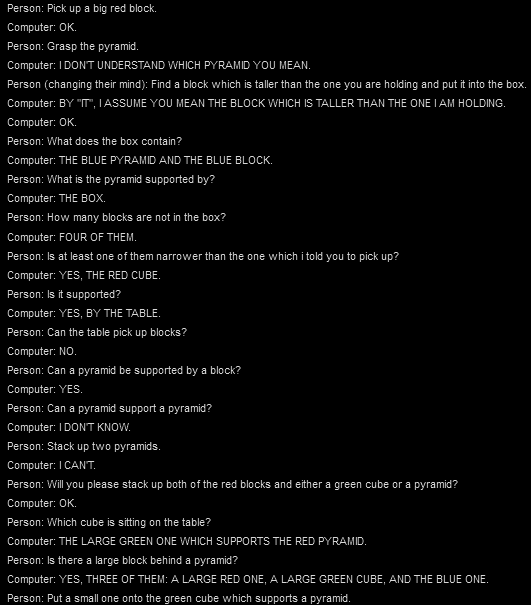 Person: Pick up a big red block.
Computer: OK.
Person: Grasp the pyramid.
Computer: I DON'T UNDERSTAND WHICH PYRAMID YOU MEAN.
Person (changing their mind): Find a block which is taller than the one you are holding and put it into the box.
Computer: BY "IT", I ASSUME YOU MEAN THE BLOCK WHICH IS TALLER THAN THE ONE I AM HOLDING.
Computer: OK.
Person: What does the box contain?
Computer: THE BLUE PYRAMID AND THE BLUE BLOCK.
Person: What is the pyramid supported by?
Computer: THE BOX.
Person: How many blocks are not in the box?
Computer: FOUR OF THEM.
Person: Is at least one of them narrower than the one which i told you to pick up?
Computer: YES, THE RED CUBE.
Person: Is it supported?
Computer: YES, BY THE TABLE.
Person: Can the table pick up blocks?
Computer: NO.
Person: Can a pyramid be supported by a block?
Computer: YES.
Person: Can a pyramid support a pyramid?
Computer: I DON'T KNOW.
Person: Stack up two pyramids.
Computer: I CAN'T.
Person: Will you please stack up both of the red blocks and either a green cube or a pyramid?
Computer: OK.
Person: Which cube is sitting on the table?
Computer: THE LARGE GREEN ONE WHICH SUPPORTS THE RED PYRAMID.
Person: Is there a large block behind a pyramid?
Computer: YES, THREE OF THEM: A LARGE RED ONE, A LARGE GREEN CUBE, AND THE BLUE ONE.
Person: Put a small one onto the green cube which supports a pyramid.